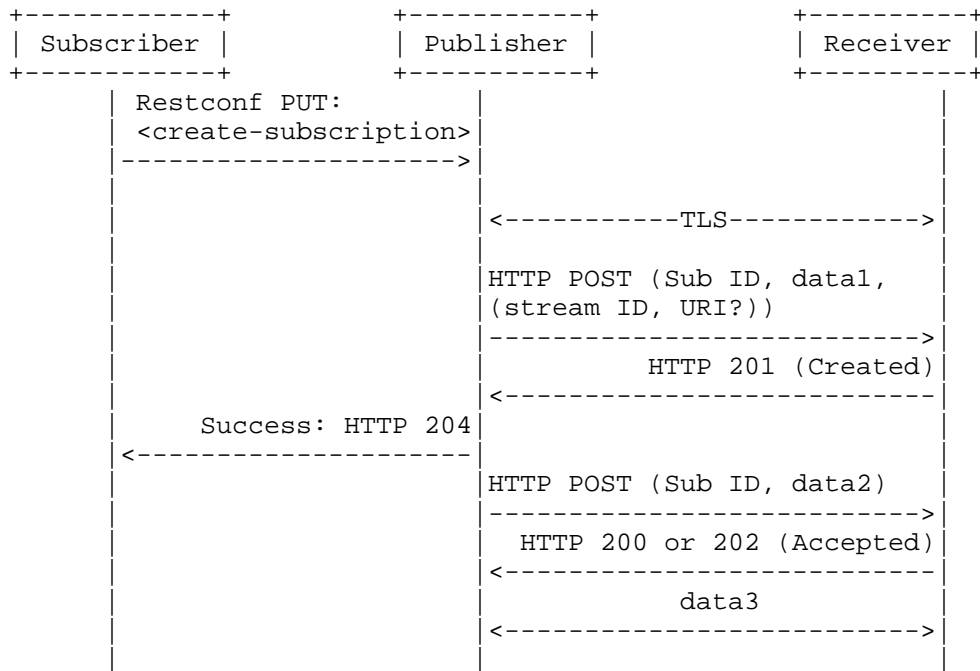 Subscriber Publisher Receiver
Restconf PUT:
<create-subscription>
TLS
HTTP POST (Sub ID, data1,
(stream ID, URI?))
HTTP 201 (Created)
Success: HTTP 204
HTTP POST (Sub ID, data2)
HTTP 200 or 202 (Accepted)
data3